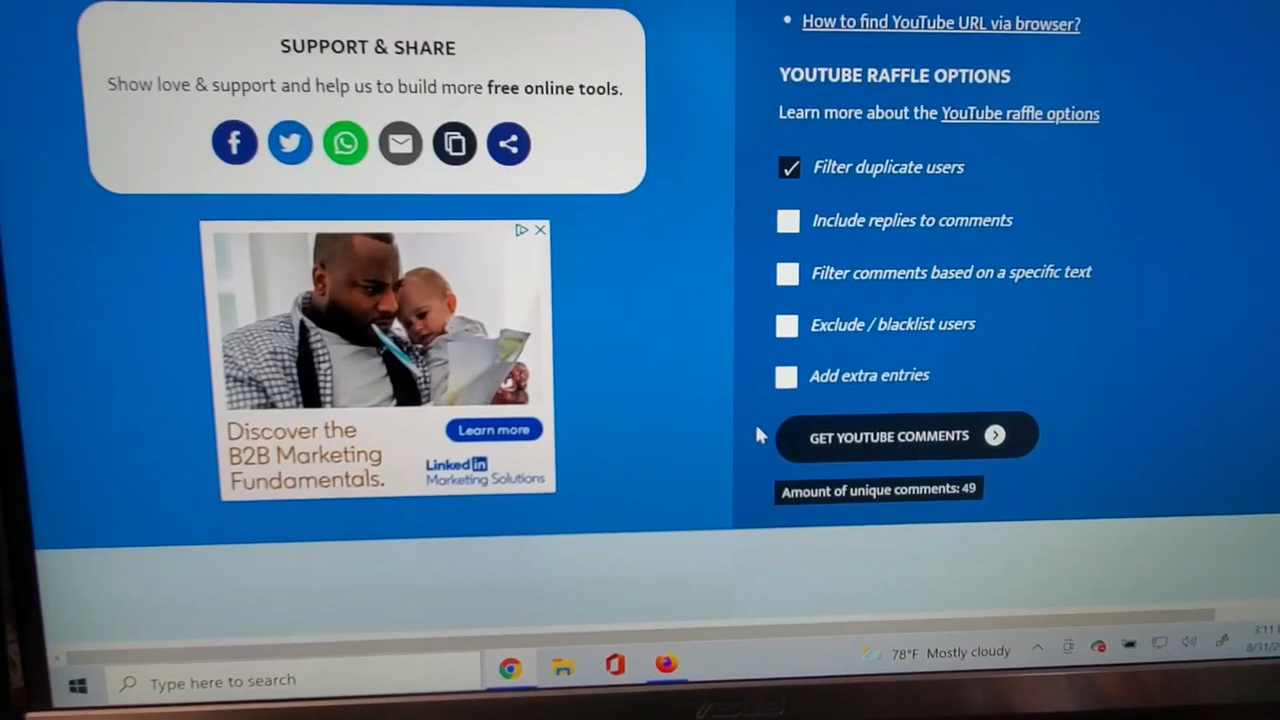 SUPPORT & SHARE
Show love & support and help us to build more free online tools.
Discover the
B2B Marketing
Fundamentals.
Learn more
Linked in
Marketing Solutions
How to find YouTube URL via browser?
YOUTUBE RAFFLE OPTIONS
Learn more about the YouTube raffle options
Filter duplicate users
Include replies to comments
Filter comments based on a specific text
Exclude / blacklist users
Add extra entries
GET YOUTUBE COMMENTS
Amount of unique comments: 49
Type here to search
78°F Mostly cloudy